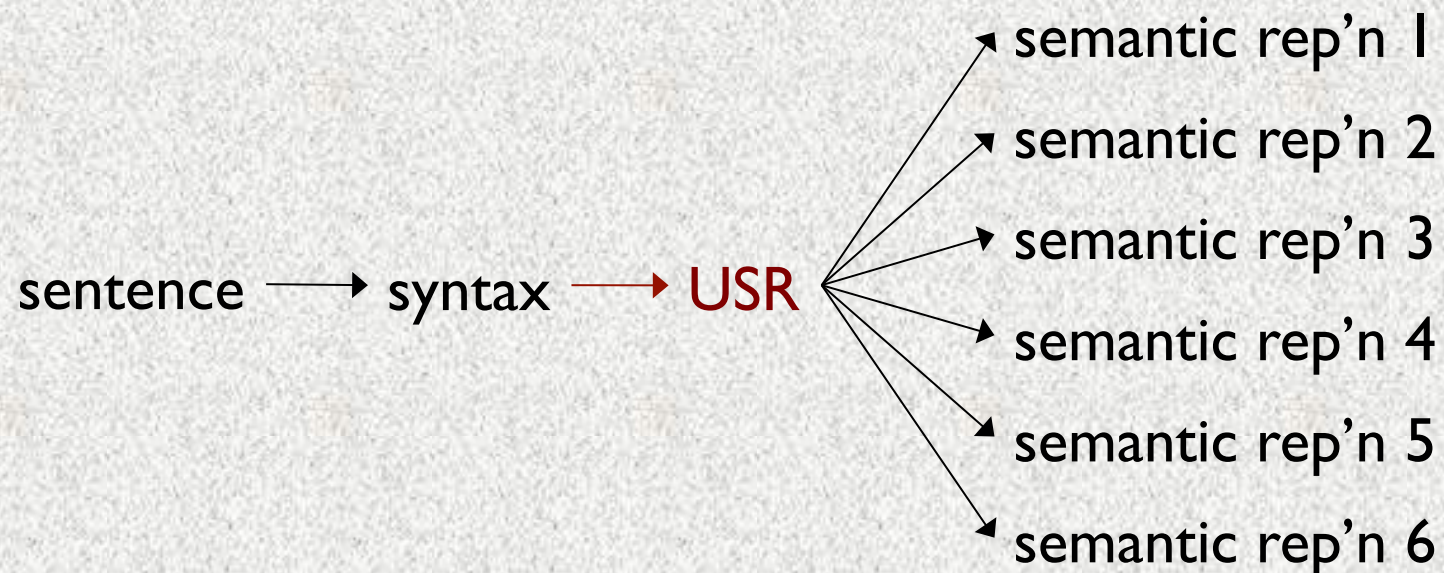 semantic rep’n 1
semantic rep’n 2
semantic rep’n 3
sentence syntax USR
semantic rep’n 4
semantic rep’n 5
semantic rep’n 6